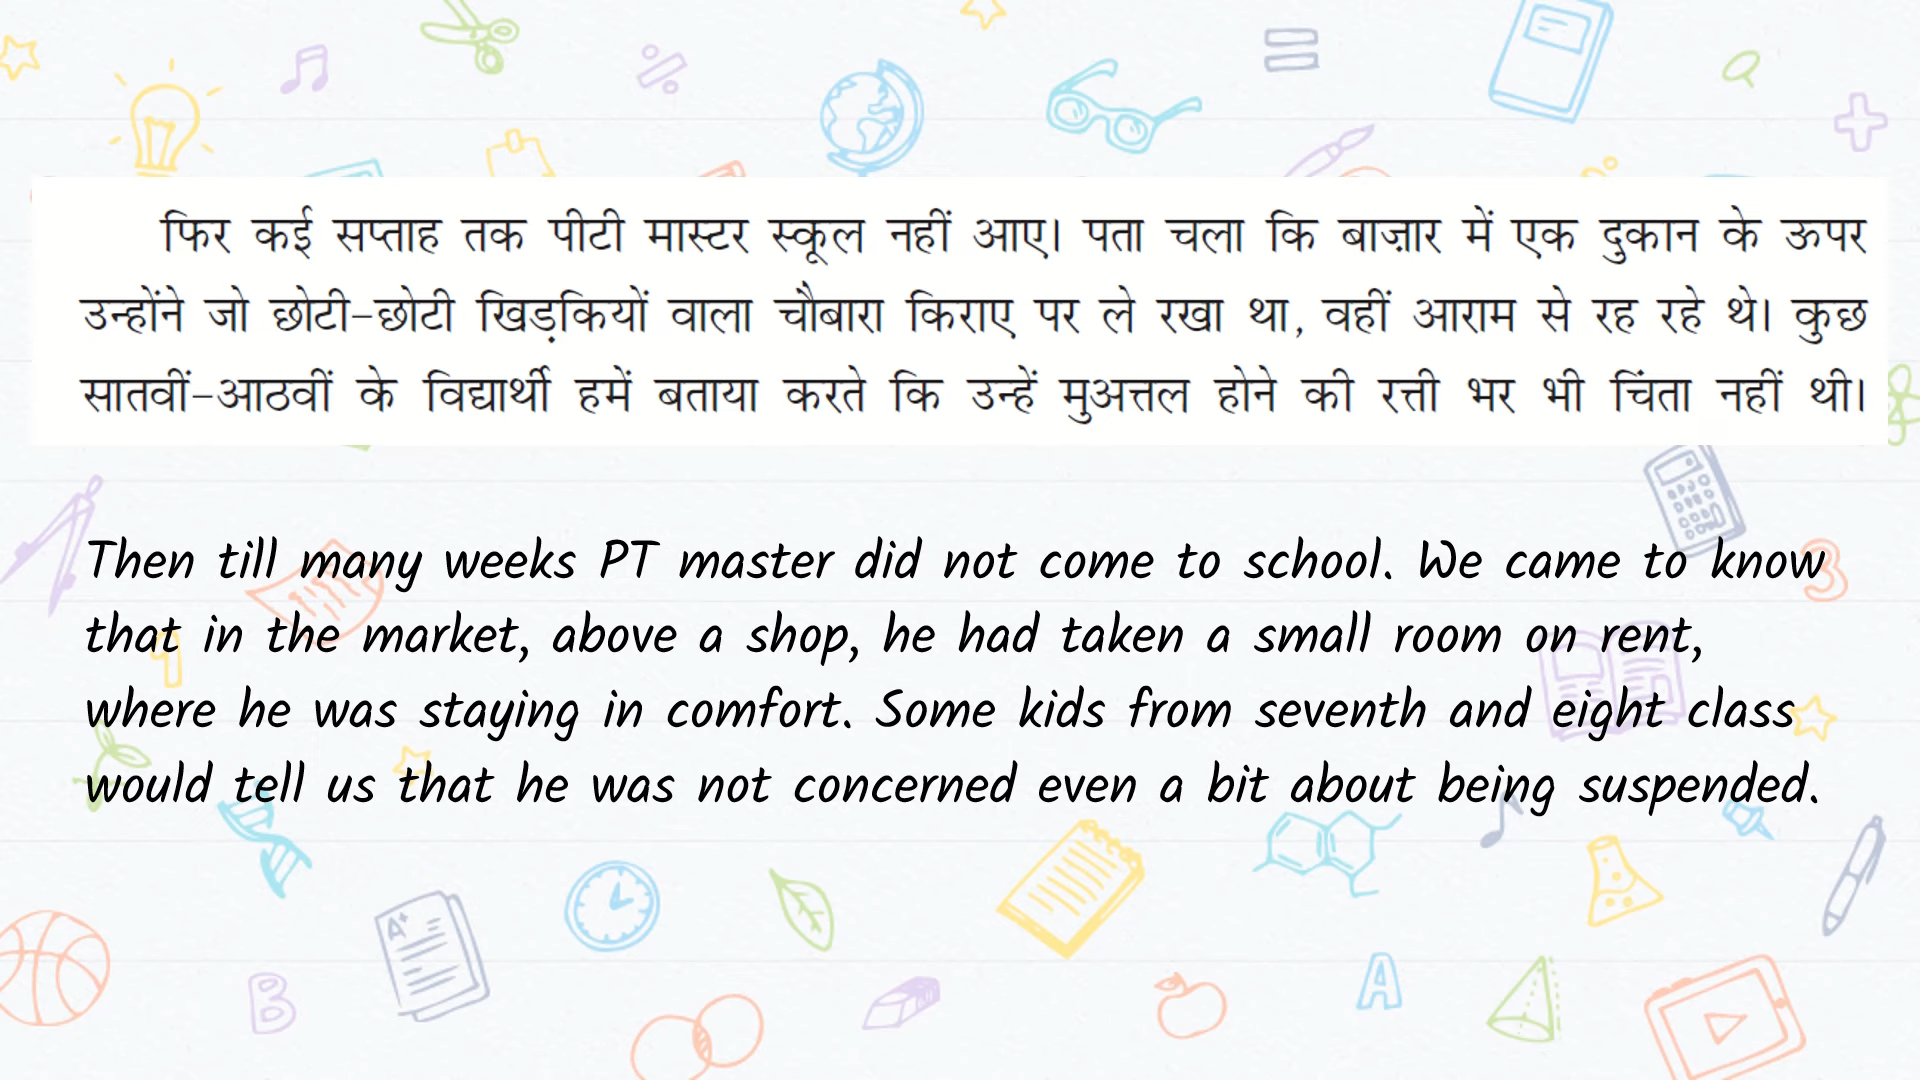 फिर कई सप्ताह तक पीटी मास्टर स्कूल नहीं आए। पता चला कि बाज़ार में एक दुकान के ऊपर
उन्होंने जो छोटी-छोटी खिड़कियों वाला चौबारा किराए पर ले रखा था, वहीं आराम से रह रहे थे। कुछ
सातवीं-आठवीं के विद्यार्थी हमें बताया करते कि उन्हें मुअत्तल होने की रत्ती भर भी चिंता नहीं थी।
Then till many weeks PT master did not come to school. We came to know
that in the market, above a shop, he had taken a small room on rent,
where he was staying in comfort. Some kids from seventh and eight class
would tell us that he was not concerned even a bit about being suspended.
3
1
A+
B
A